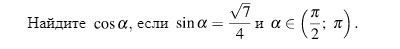 Найдите cos α, если sin α = √7/4 и α ∈ (π/2; π).